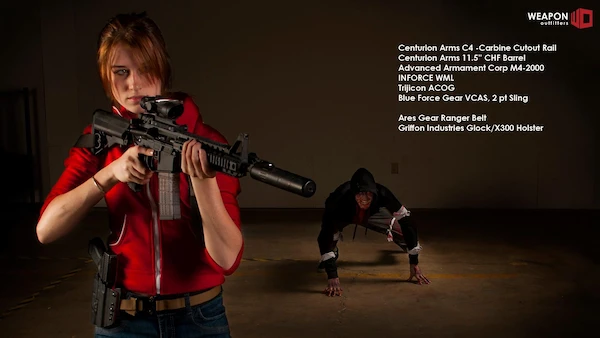 WEAPON
outfitters
Centurion Arms C4 -Carbine Cutout Rail
Centurion Arms 11.5" CHF Barrel
Advanced Armament Corp M4-2000
INFORCE WML
Trijicon ACOG
Blue Force Gear VCAS, 2 pt Sling
Ares Gear Ranger Belt
Griffon Industries Glock/X300 Holster